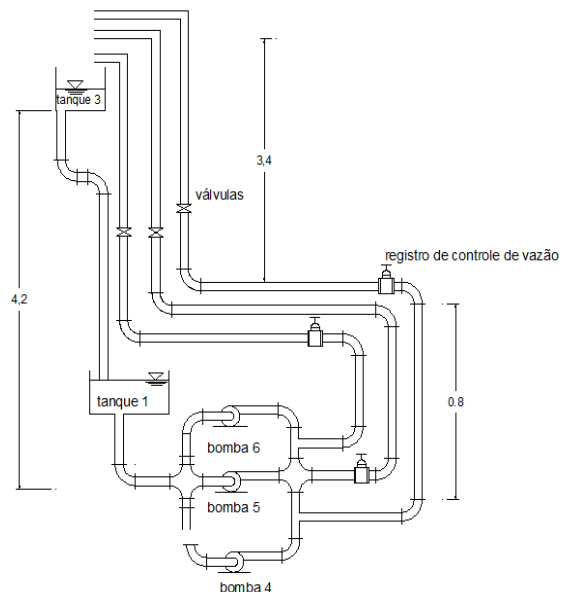 tanque 3
3,4
válvulas
registro de controle de vazão
4,2
tanque 1
0.8
bomba 6
bomba 5
bomba 4